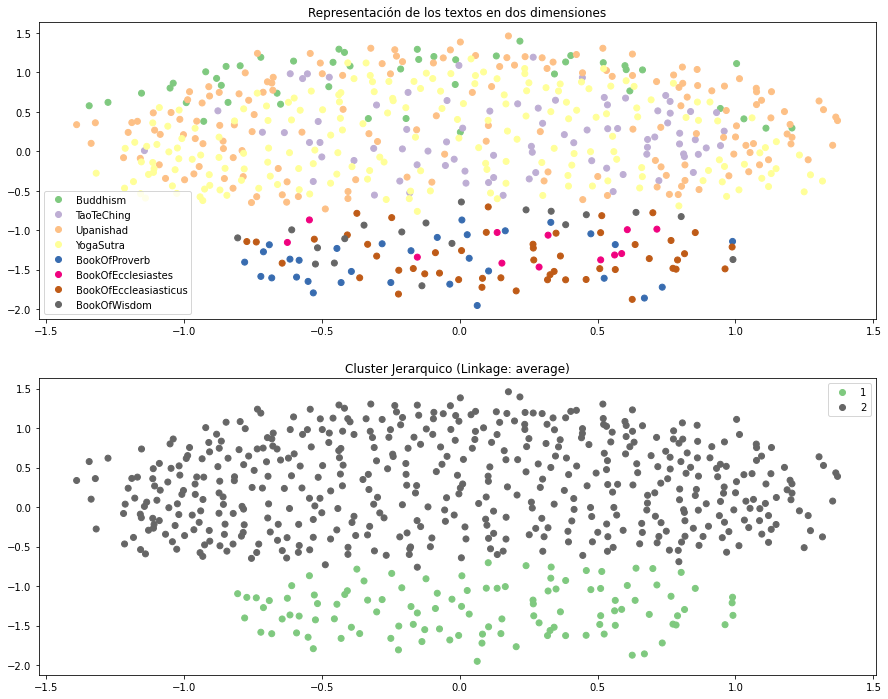 Representación de los textos en dos dimensiones
1.5
1.0
0.5
0.0
−0.5
−1.0
−1.5
−2.0
Buddhism
TaoTeChing
Upanishad
YogaSutra
BookOfProverb
BookOfEcclesiastes
BookOfEccleasiasticus
BookOfWisdom
−1.5 −1.0 −0.5 0.0 0.5 1.0 1.5
Cluster Jerarquico (Linkage: average)
1.5
1.0
0.5
0.0
−0.5
−1.0
−1.5
−2.0
1
2
−1.5 −1.0 −0.5 0.0 0.5 1.0 1.5